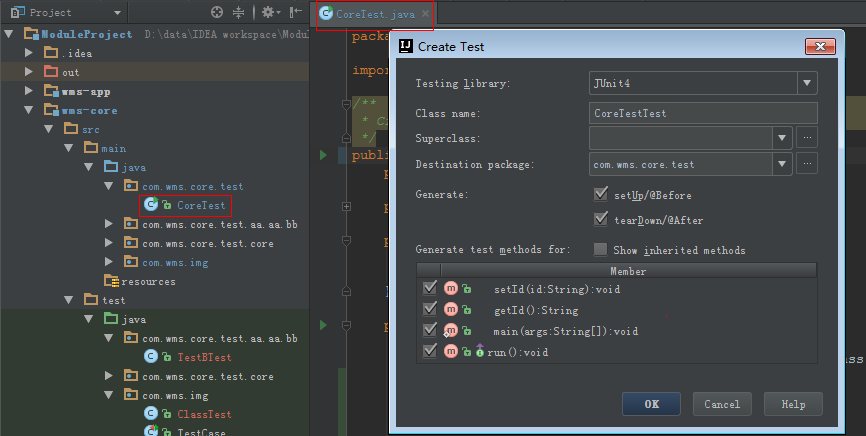 Project
CoreTest.java
ModuleProject D:\data\IDEA workspace\Modul
.idea
out
wms-app
wms-core
src
main
java
com.wms.core.test
CoreTest
com.wms.core.test.aa.aa.bb
com.wms.core.test.core
com.wms.img
resources
test
java
com.wms.core.test.aa.aa.bb
TestBTest
com.wms.core.test.core
com.wms.img
ClassTest
TestCase
packa
impor
/**
* C
*/
publi
p
p
p
}
p
lass
Create Test
Testing library: JUnit4
Class name: CoreTestTest
Superclass:
Destination package: com.wms.core.test
Generate: setUp/@Before
tearDown/@After
Generate test methods for: Show inherited methods
Member
setId(id:String):void
getId():String
main(args:String[]):void
run():void
OK Cancel Help